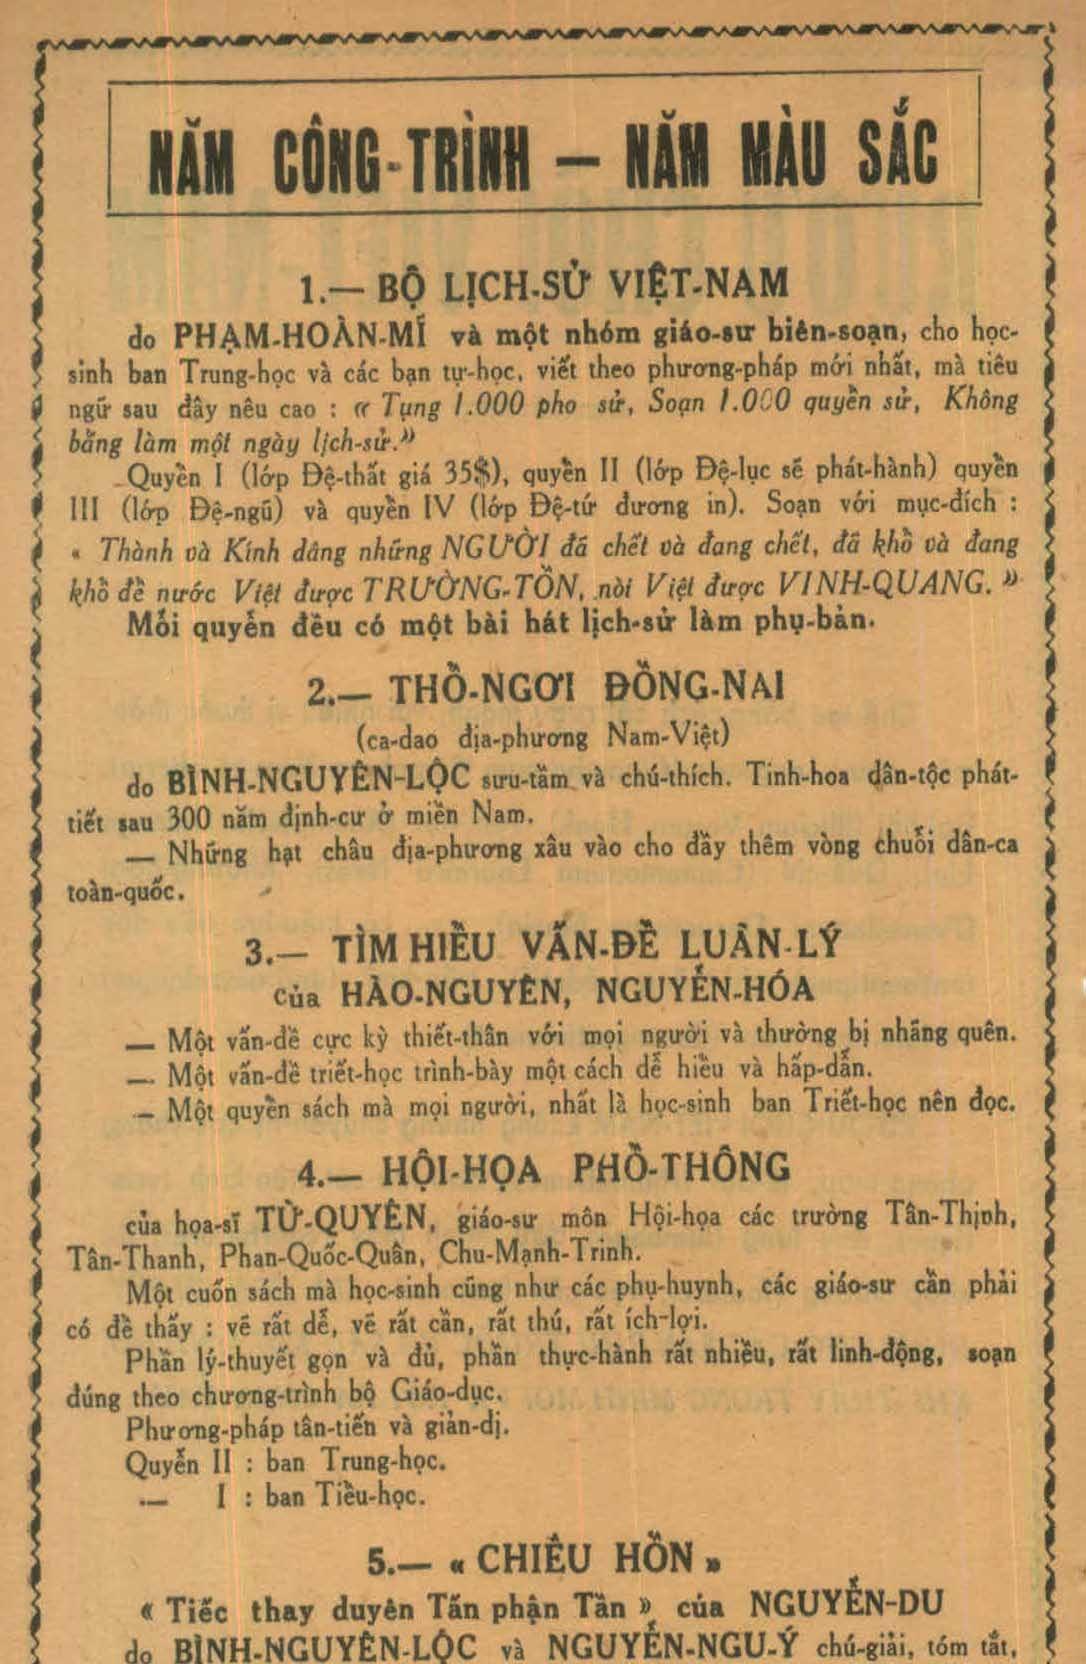 NĂM CÔNG-TRÌNH — NĂM MÀU SẮC
1.— BỘ LỊCH-SỬ VIỆT-NAM
do PHẠM-HOÀN-MĨ và một nhóm giáo-sư biên-soạn, cho học-
sinh ban Trung-học và các bạn tự-học, viết theo phương-pháp mới nhất, mà tiêu
ngữ sau đây nêu cao : « Tụng 1.000 pho sử, Soạn 1.000 quyển sử, Không
bằng làm một ngày lịch-sử.»
Quyển I (lớp Đệ-thất giá 35$), quyển II (lớp Đệ-lục sẽ phát-hành) quyển
III (lớp Đệ-ngũ) và quyển IV (lớp Đệ-tứ đương in). Soạn với mục-đích :
« Thành và Kính dâng những NGƯỜI đã chết và đang chết, đã khổ và đang
khổ để nước Việt được TRƯỜNG-TỒN, nòi Việt được VINH-QUANG. »
Mỗi quyển đều có một bài hát lịch-sử làm phụ-bản.
2.— THỔ-NGƠI ĐỒNG-NAI
(ca-dao địa-phương Nam-Việt)
do BÌNH-NGUYÊN-LỘC sưu-tầm và chú-thích. Tinh-hoa dân-tộc phát-
tiết sau 300 năm định-cư ở miền Nam.
— Những hạt châu địa-phương xâu vào cho đầy thêm vòng chuỗi dân-ca
toàn-quốc.
3.— TÌM HIỂU VẤN-ĐỀ LUÂN-LÝ
của HÀO-NGUYÊN, NGUYỄN-HÓA
— Một vấn-đề cực kỳ thiết-thân với mọi người và thường bị nhãng quên.
— Một vấn-đề triết-học trình-bày một cách dễ hiểu và hấp-dẫn.
— Một quyển sách mà mọi người, nhất là học-sinh ban Triết-học nên đọc.
4.— HỘI-HỌA PHỔ-THÔNG
của họa-sĩ TỪ-QUYÊN, giáo-sư môn Hội-họa các trường Tân-Thịnh,
Tân-Thanh, Phan-Quốc-Quân, Chu-Mạnh-Trinh.
Một cuốn sách mà học-sinh cũng như các phụ-huynh, các giáo-sư cần phải
có để thấy : vẽ rất dễ, vẽ rất cần, rất thú, rất ích-lợi.
Phần lý-thuyết gọn và đủ, phần thực-hành rất nhiều, rất linh-động, soạn
đúng theo chương-trình bộ Giáo-dục.
Phương-pháp tân-tiến và giản-dị.
Quyển II : ban Trung-học.
— I : ban Tiểu-học.
5.— « CHIÊU HỒN »
« Tiếc thay duyên Tấn phận Tần » của NGUYỄN-DU
do BÌNH-NGUYÊN-LỘC và NGUYỄN-NGU-Ý chú-giải, tóm tắt,